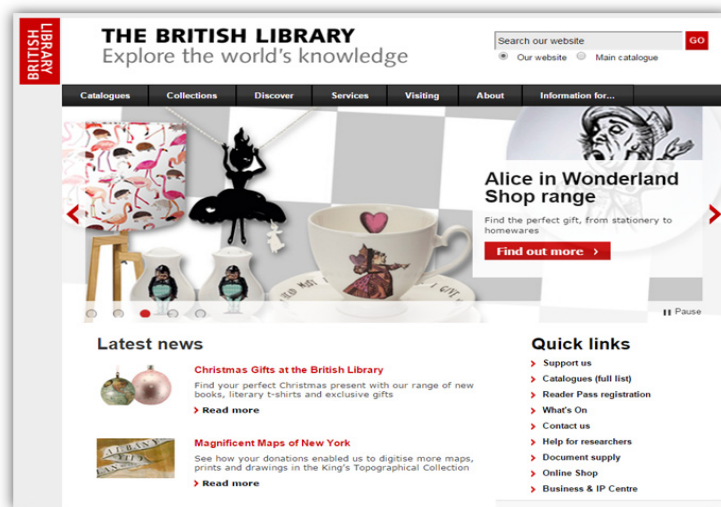 BRITISH
LIBRARY
THE BRITISH LIBRARY
Explore the world's knowledge
Search our website
GO
Our website
Main catalogue
Catalogues
Collections
Discover
Services
Visiting
About
Information for...
Alice in Wonderland
Shop range
Find the perfect gift, from stationery to
homewares
Find out more
Pause
Latest news
Christmas Gifts at the British Library
Find your perfect Christmas present with our range of new
books, literary t-shirts and exclusive gifts
Read more
Magnificent Maps of New York
See how your donations enabled us to digitise more maps,
prints and drawings in the King's Topographical Collection
Read more
Quick links
Support us
Catalogues (full list)
Reader Pass registration
What's On
Contact us
Help for researchers
Document supply
Online Shop
Business & IP Centre